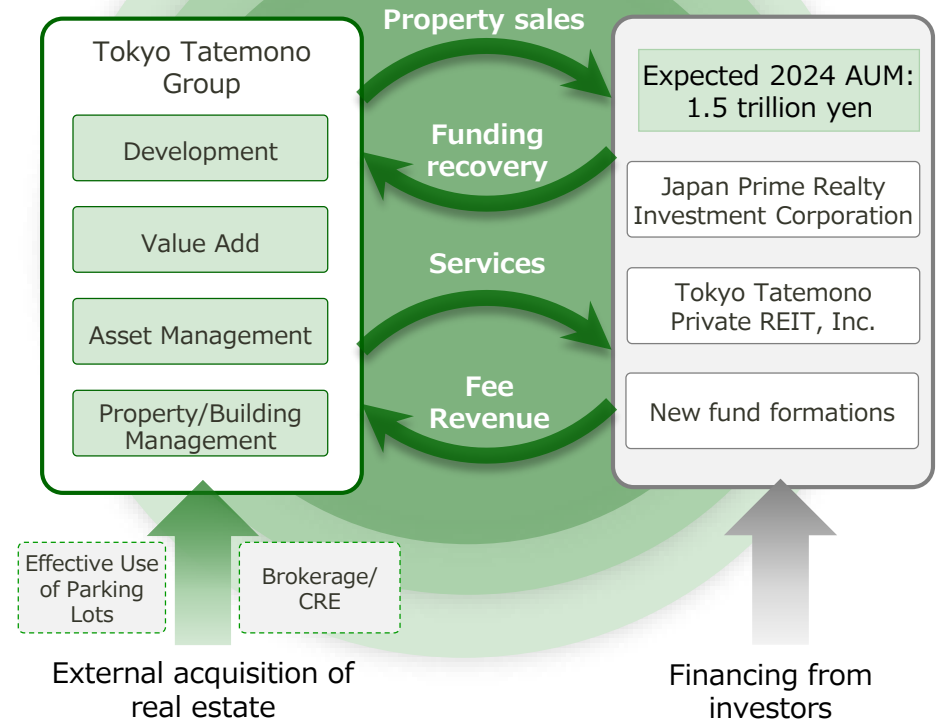 Tokyo Tatemono
Group
Development
Value Add
Asset Management
Property/Building
Management
Property sales
Funding
recovery
Services
Fee
Revenue
Expected 2024 AUM:
1.5 trillion yen
Japan Prime Realty
Investment Corporation
Tokyo Tatemono
Private REIT, Inc.
New fund formations
Effective Use
of Parking
Lots
Brokerage/
CRE
External acquisition of
real estate
Financing from
investors